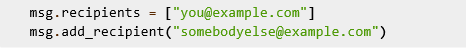 msg.recipients = ["you@example.com"]
msg.add_recipient("somebodyelse@example.com")